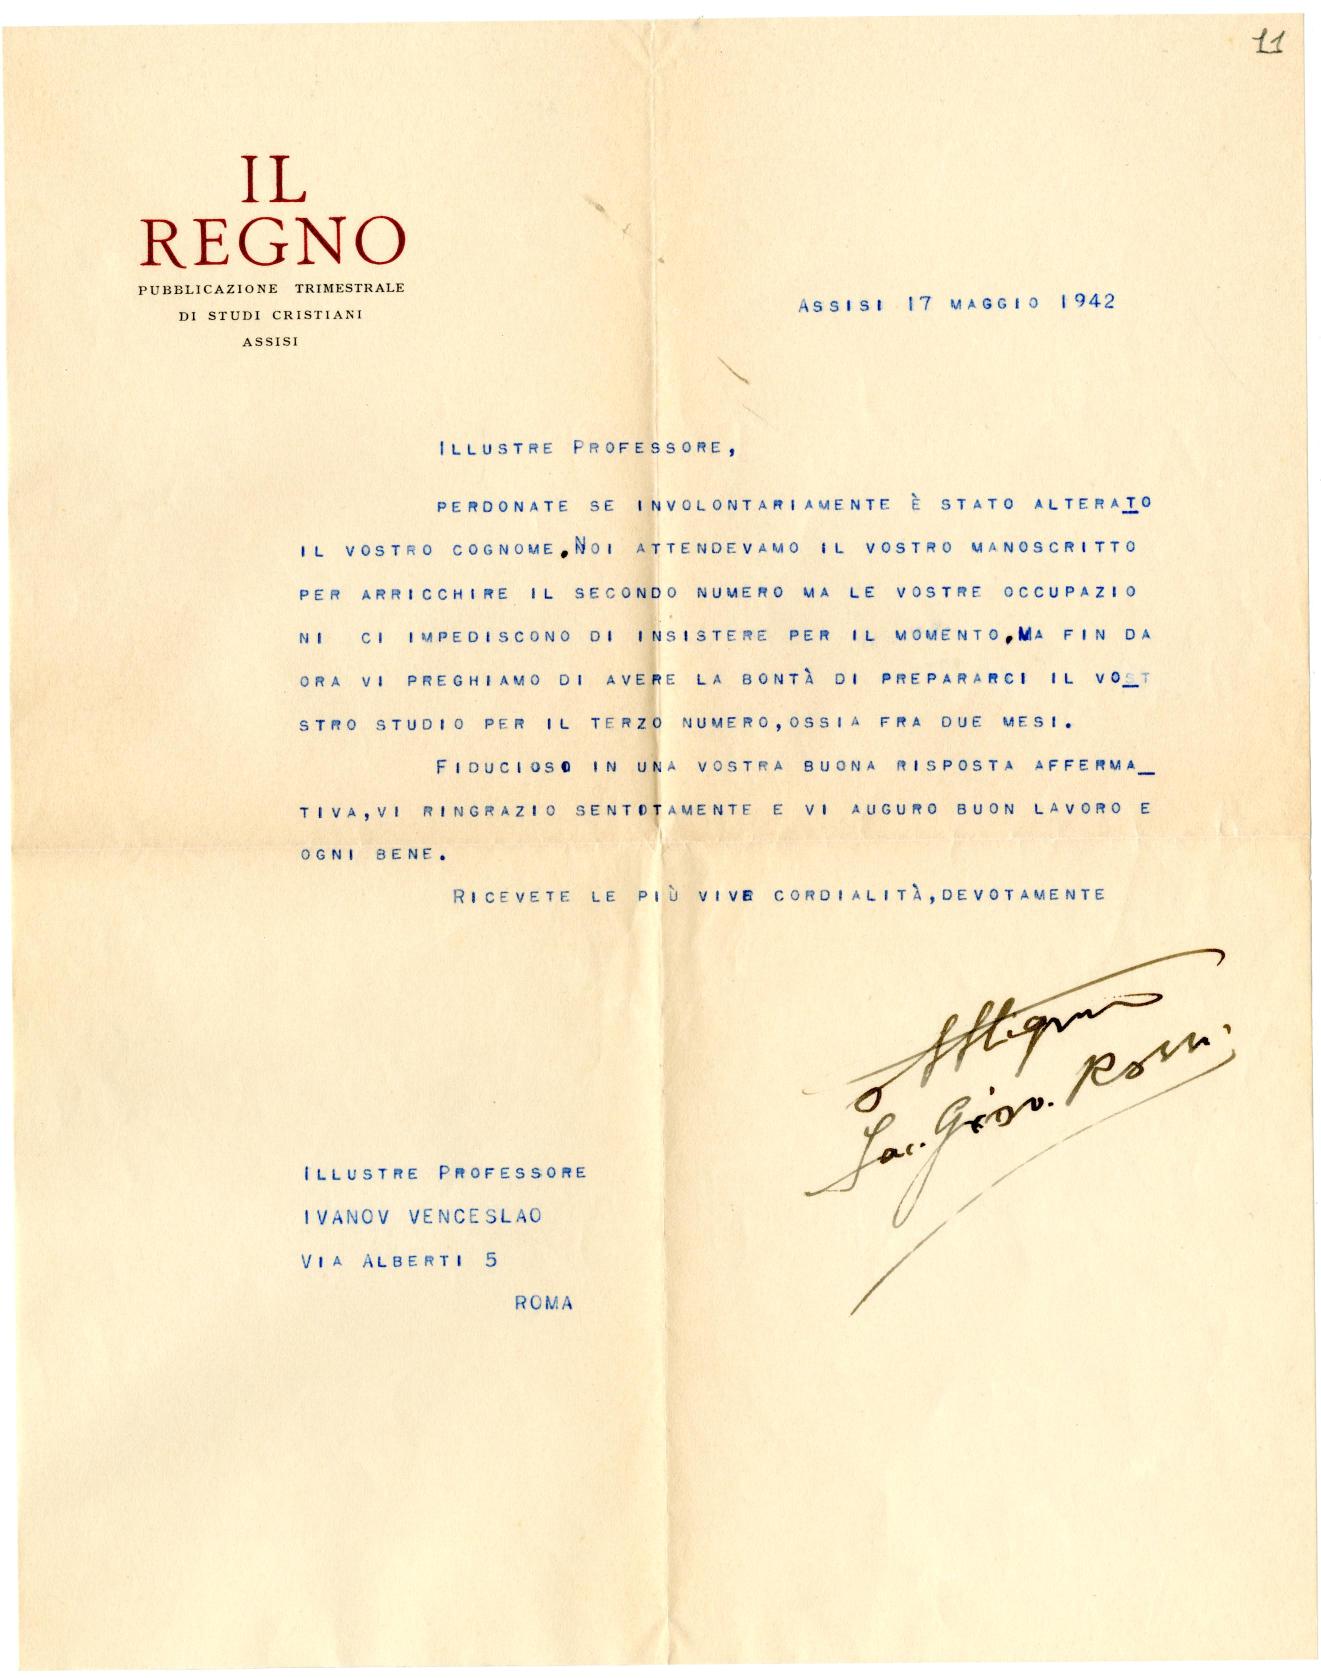 11
IL
REGNO
PUBBLICAZIONE TRIMESTRALE
DI STUDI CRISTIANI
ASSISI
ASSISI 17 MAGGIO 1942
ILLUSTRE PROFESSORE,
PERDONATE SE INVOLONTARIAMENTE È STATO ALTERATO
IL VOSTRO COGNOME.NOI ATTENDEVAMO IL VOSTRO MANOSCRITTO
PER ARRICCHIRE IL SECONDO NUMERO MA LE VOSTRE OCCUPAZIO
NI CI IMPEDISCONO DI INSISTERE PER IL MOMENTO.MA FIN DA
ORA VI PREGHIAMO DI AVERE LA BONTÀ DI PREPARARCI IL VOST
STRO STUDIO PER IL TERZO NUMERO,OSSIA FRA DUE MESI.
FIDUCIOSO IN UNA VOSTRA BUONA RISPOSTA AFFERMA_
TIVA,VI RINGRAZIO SENTOTAMENTE E VI AUGURO BUON LAVORO E
OGNI BENE.
RICEVETE LE PIÙ VIVE CORDIALITÀ,DEVOTAMENTE
Sac. Giov. Rossi
ILLUSTRE PROFESSORE
IVANOV VENCESLAO
VIA ALBERTI 5
ROMA